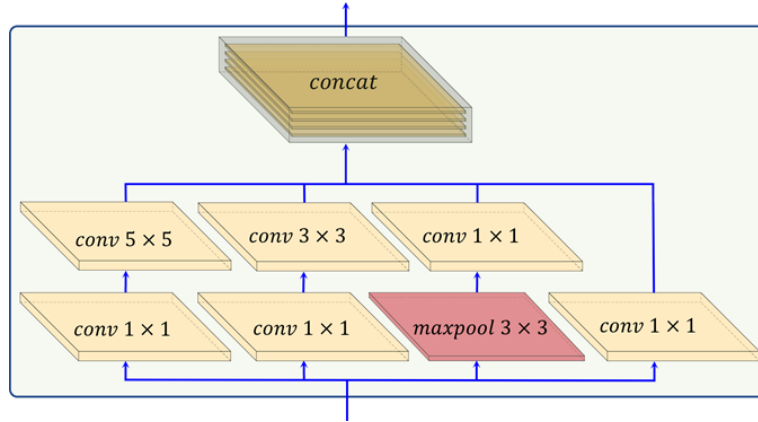 concat
conv 5 × 5
conv 3 × 3
conv 1 × 1
conv 1 × 1
conv 1 × 1
maxpool 3 × 3
conv 1 × 1